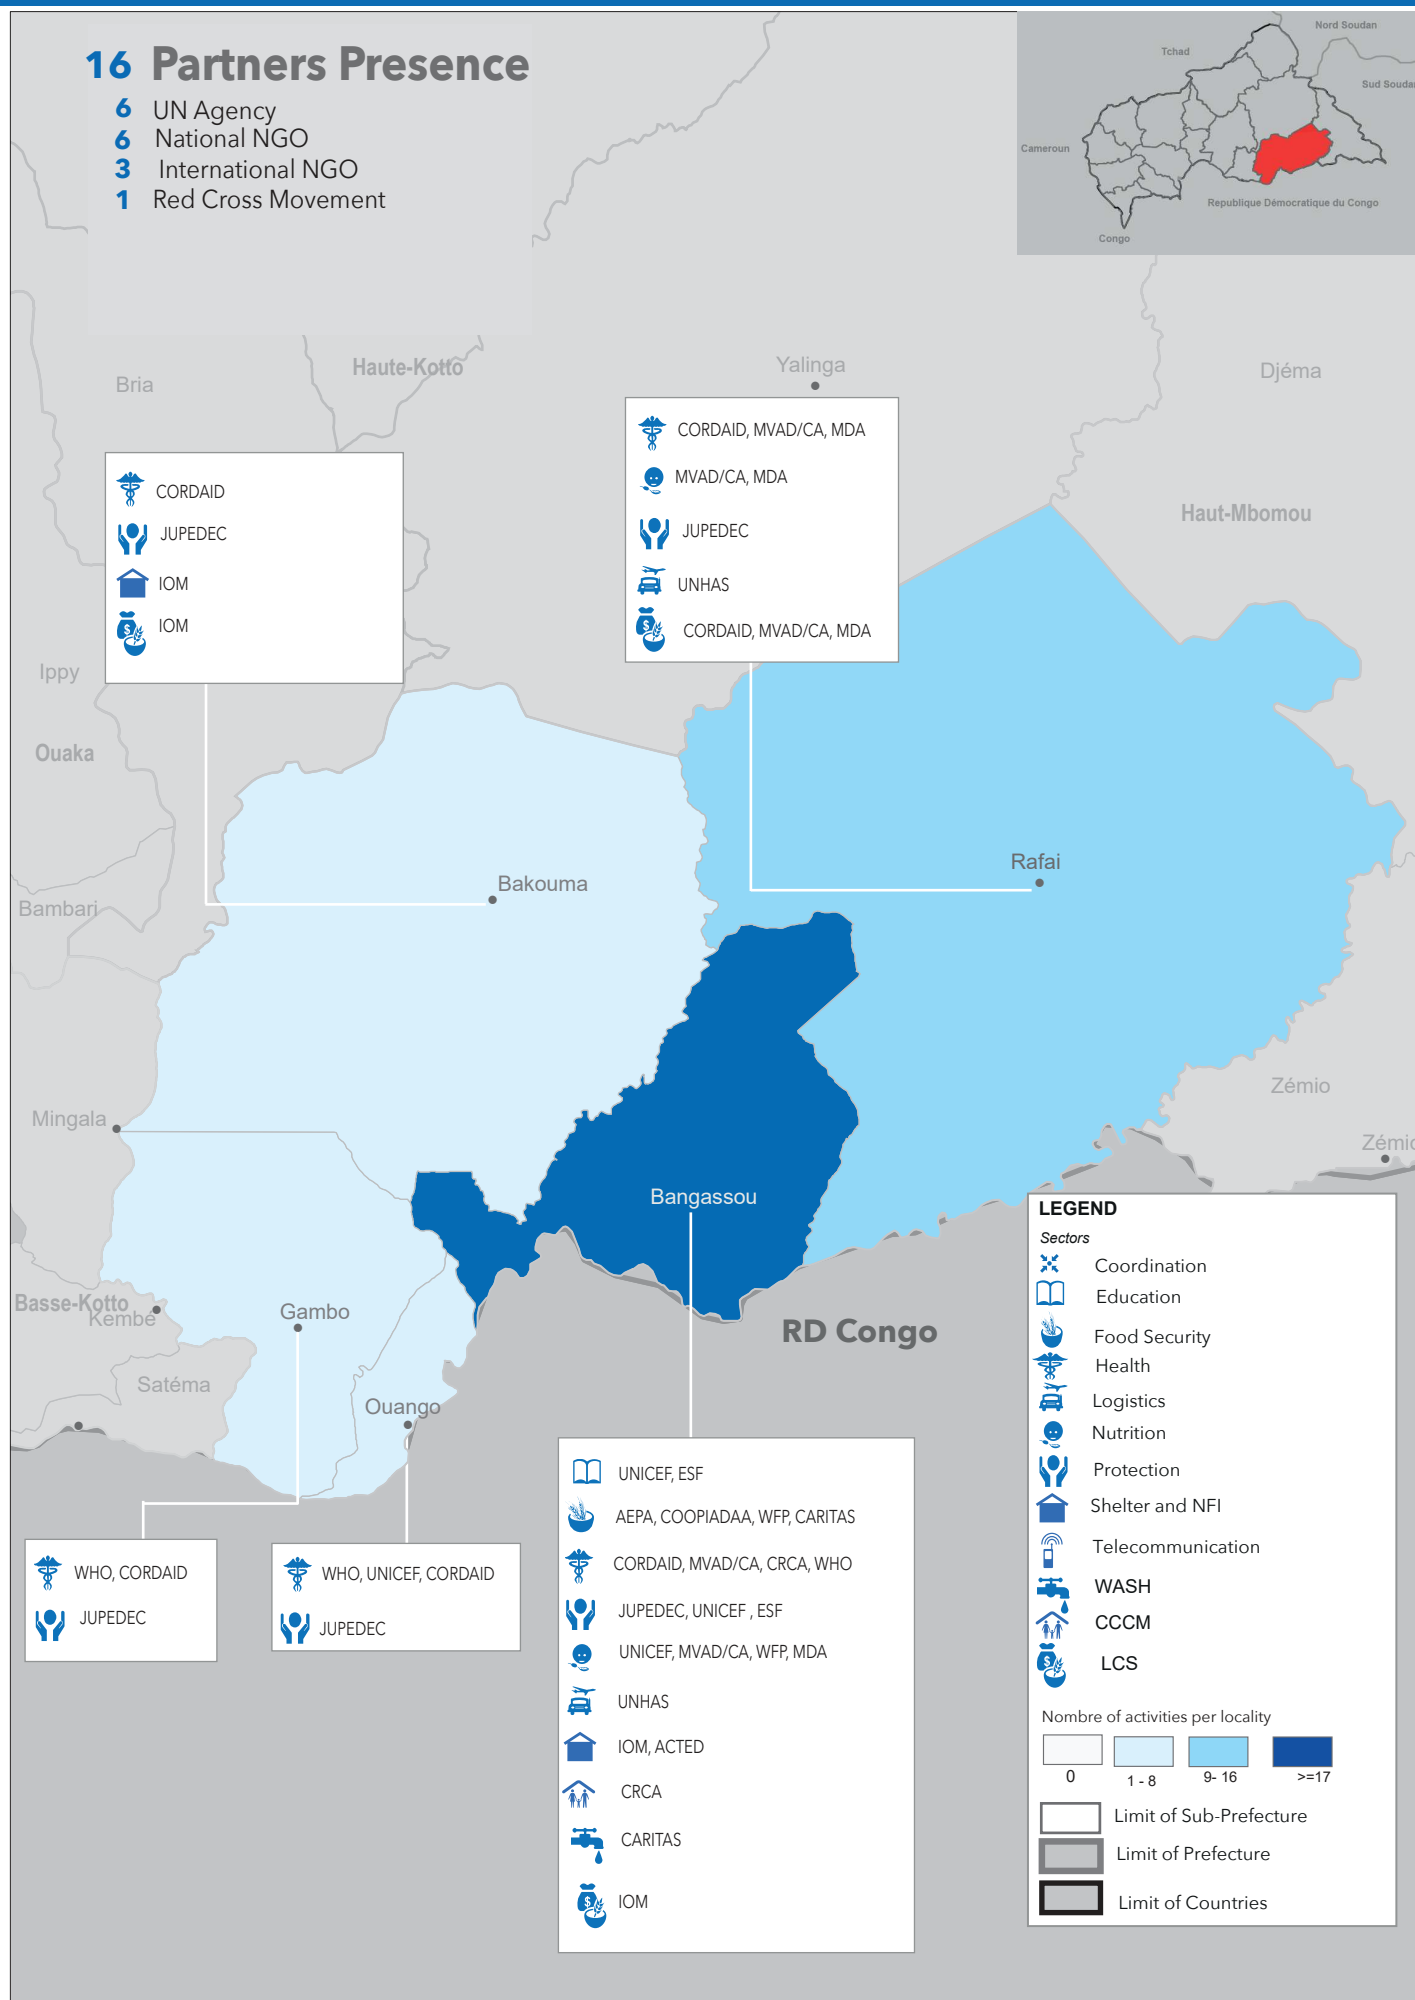 16 Partners Presence
6 UN Agency
6 National NGO
3 International NGO
1 Red Cross Movement
Nord Soudan
Tchad
Sud Soudan
Cameroun
Republique Démocratique du Congo
Congo
Bria
Haute-Kotto
Yalinga
Djéma
Haut-Mbomou
CORDAID
JUPEDEC
IOM
IOM
CORDAID, MVAD/CA, MDA
MVAD/CA, MDA
JUPEDEC
UNHAS
CORDAID, MVAD/CA, MDA
Ippy
Ouaka
Bambari
Bakouma
Rafai
Mingala
Zémio
Zémio
Bangassou
Basse-Kotto
Kembé
Gambo
Satéma
Ouango
RD Congo
WHO, CORDAID
JUPEDEC
WHO, UNICEF, CORDAID
JUPEDEC
UNICEF, ESF
AEPA, COOPIADAA, WFP, CARITAS
CORDAID, MVAD/CA, CRCA, WHO
JUPEDEC, UNICEF , ESF
UNICEF, MVAD/CA, WFP, MDA
UNHAS
IOM, ACTED
CRCA
CARITAS
IOM
LEGEND
Sectors
Coordination
Education
Food Security
Health
Logistics
Nutrition
Protection
Shelter and NFI
Telecommunication
WASH
CCCM
LCS
Nombre of activities per locality
0 1 - 8 9- 16 >=17
Limit of Sub-Prefecture
Limit of Prefecture
Limit of Countries